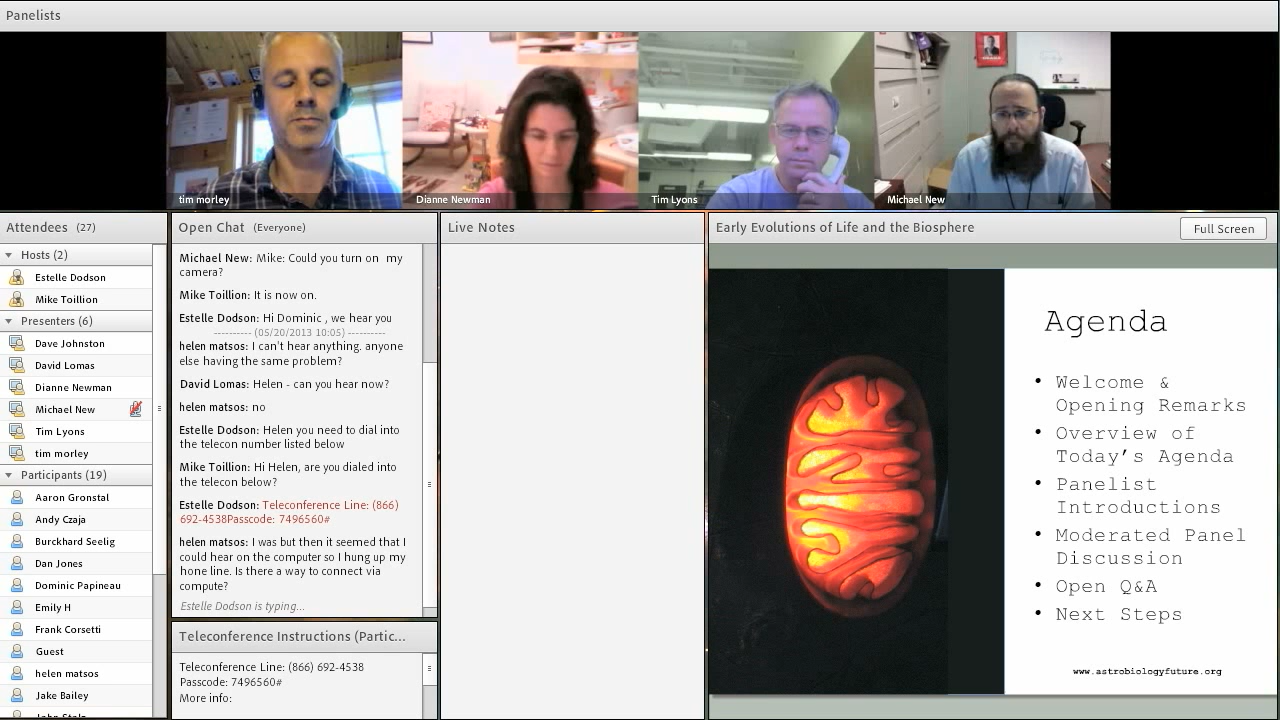 Panelists
tim morley
Dianne Newman
Tim Lyons
Michael New
Attendees (27)
Hosts (2)
Estelle Dodson
Mike Toillion
Presenters (6)
Dave Johnston
David Lomas
Dianne Newman
Michael New
Tim Lyons
tim morley
Participants (19)
Aaron Gronstal
Andy Czaja
Burckhard Seelig
Dan Jones
Dominic Papineau
Emily H
Frank Corsetti
Guest
helen matsos
Jake Bailey
Open Chat (Everyone)
Michael New: Mike: Could you turn on my
camera?
Mike Toillion: It is now on.
Estelle Dodson: Hi Dominic , we hear you
---------- (05/20/2013 10:05) ----------
helen matsos: I can't hear anything. anyone
else having the same problem?
David Lomas: Helen - can you hear now?
helen matsos: no
Estelle Dodson: Helen you need to dial into
the telecon number listed below
Mike Toillion: Hi Helen, are you dialed into
the telecon below?
Estelle Dodson: Teleconference Line: (866)
692-4538Passcode: 7496560#
helen matsos: I was but then it seemed that I
could hear on the computer so I hung up my
hone line. Is there a way to connect via
compute?
Estelle Dodson is typing...
Teleconference Instructions (Partic...
Teleconference Line: (866) 692-4538
Passcode: 7496560#
More info:
Live Notes
Early Evolutions of Life and the Biosphere
Full Screen
Agenda
• Welcome &
Opening Remarks
• Overview of
Today's Agenda
• Panelist
Introductions
• Moderated Panel
Discussion
• Open Q&A
• Next Steps
www.astrobiologyfuture.org